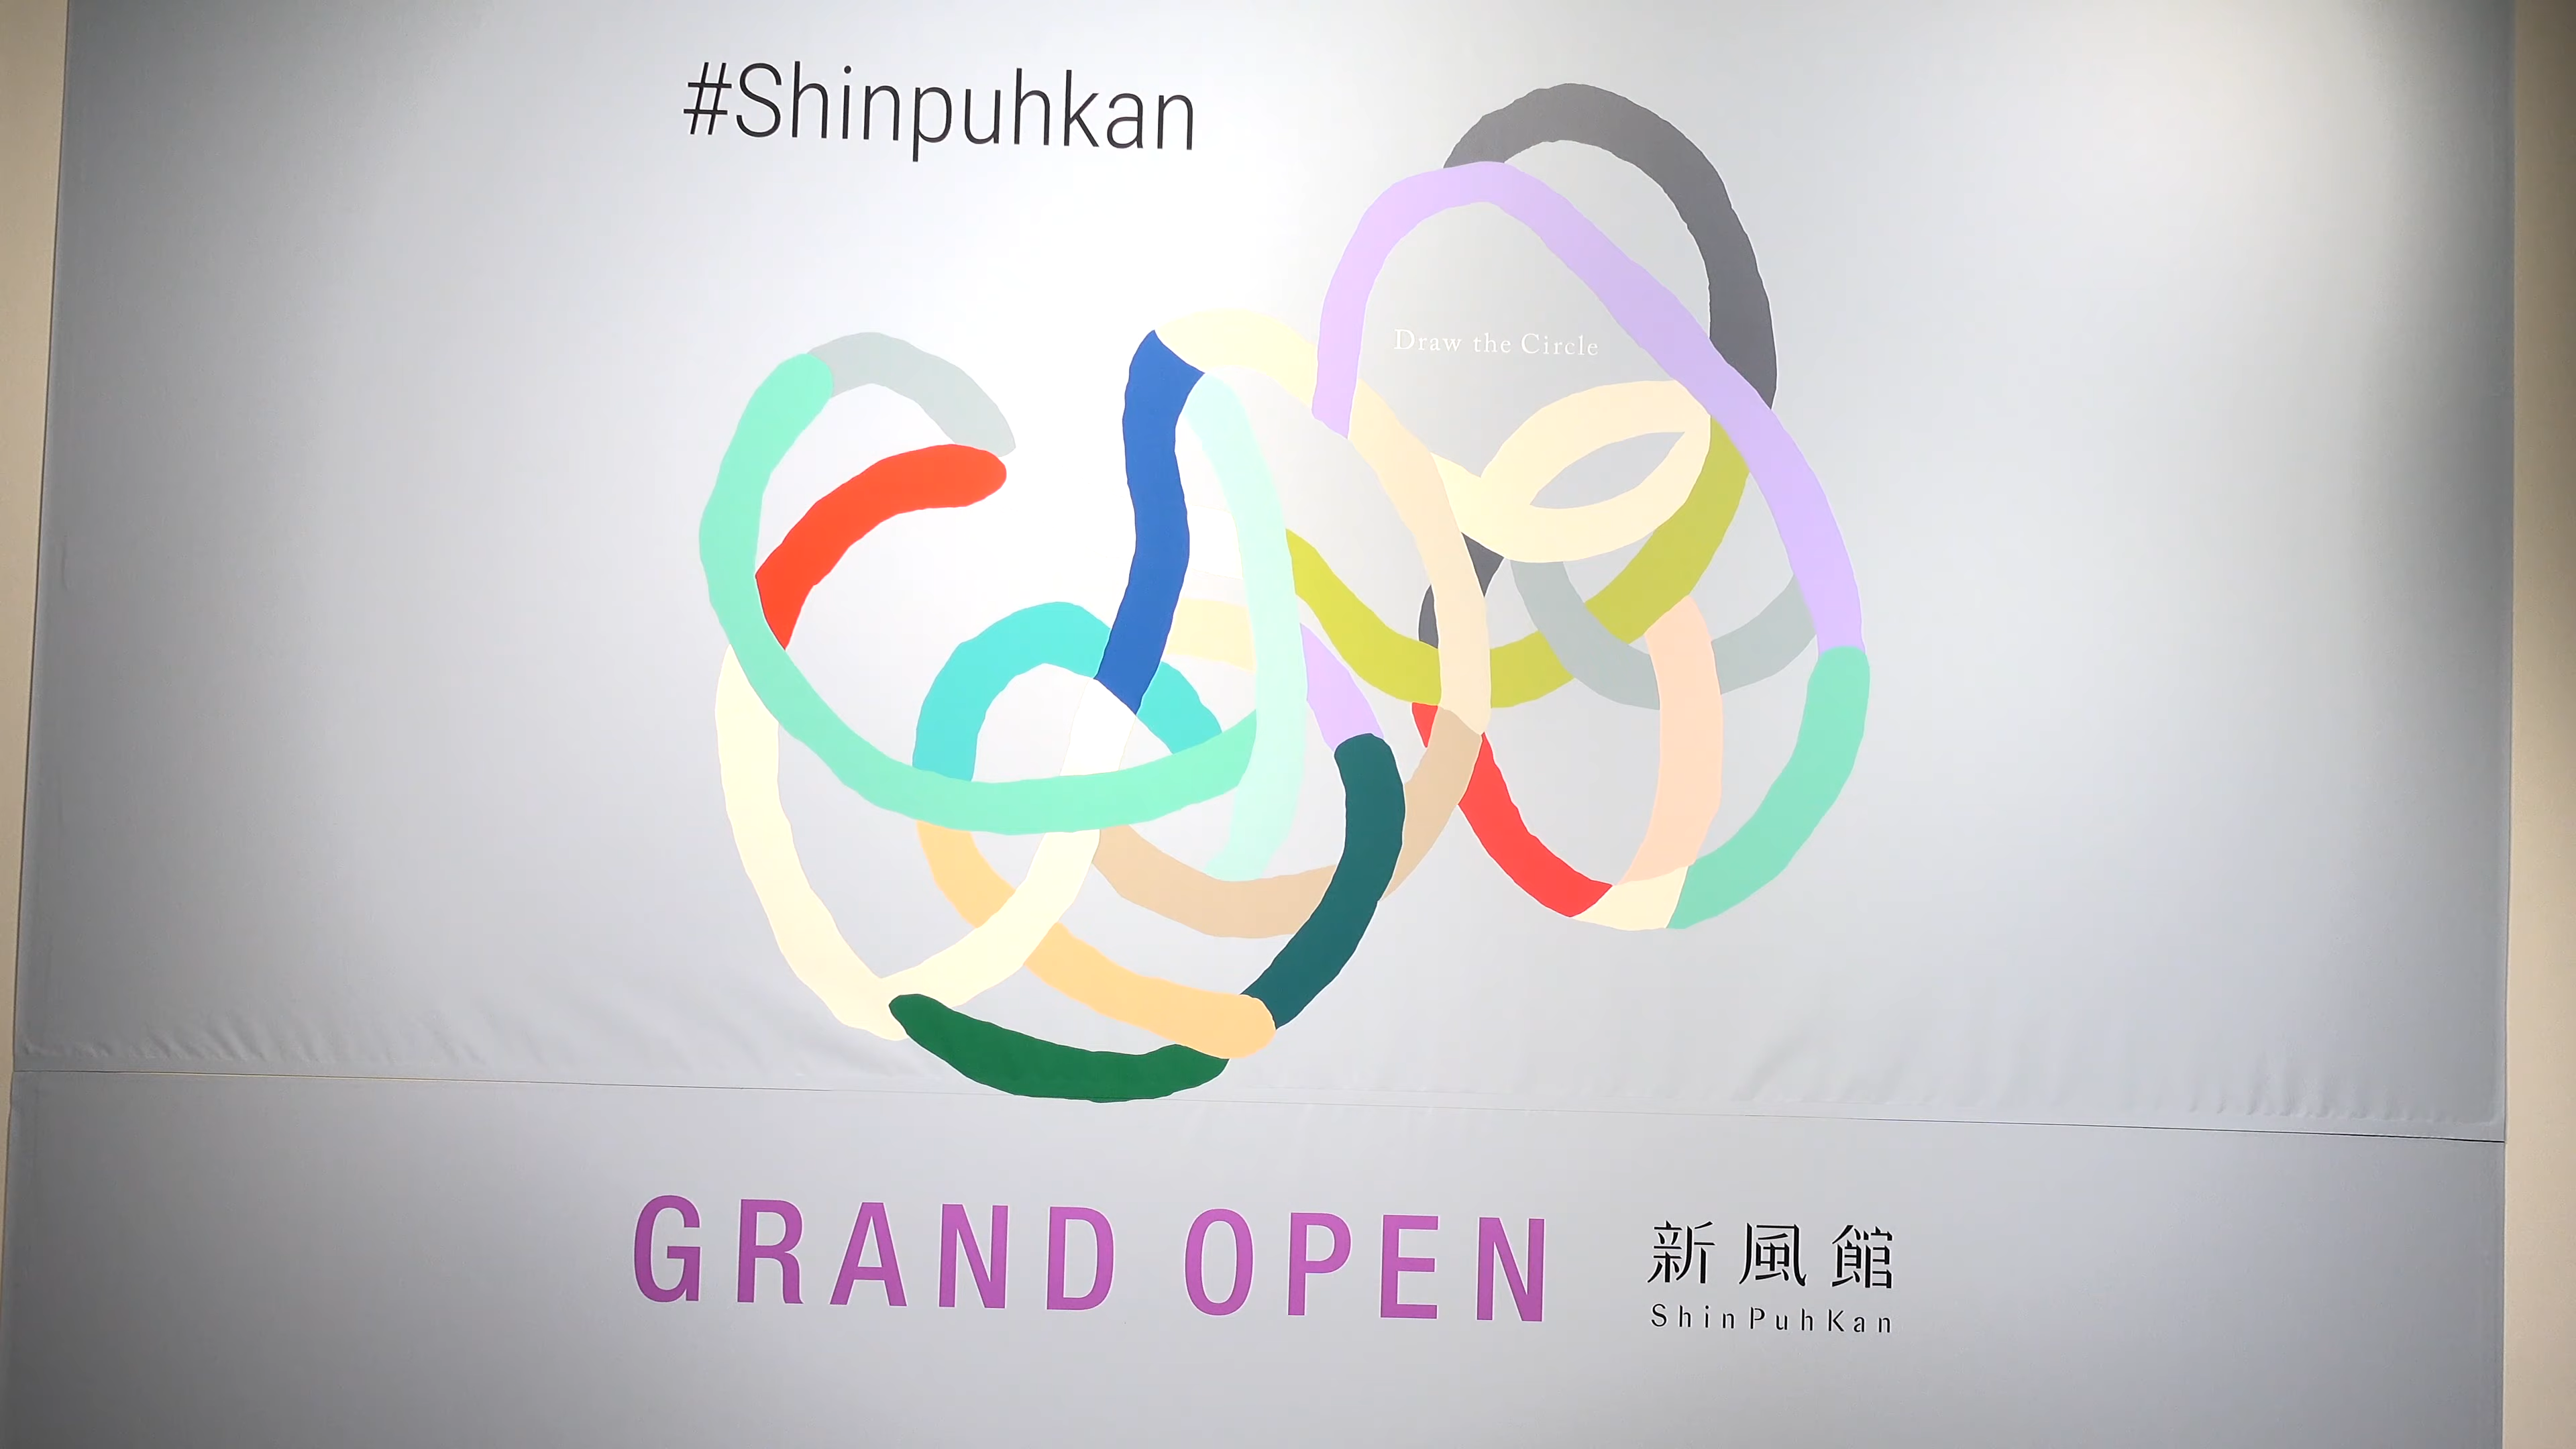 #Shinpuhkan
Draw the Circle
GRAND OPEN
新風館
ShinPuhKan